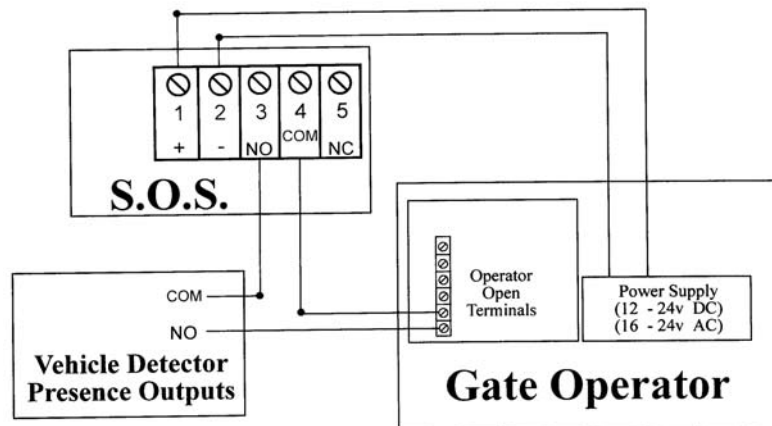 1 2 3 4 5
+ - NO COM NC
S.O.S.
COM
NO
Vehicle Detector
Presence Outputs
Operator
Open
Terminals
Power Supply
(12 - 24v DC)
(16 - 24v AC)
Gate Operator